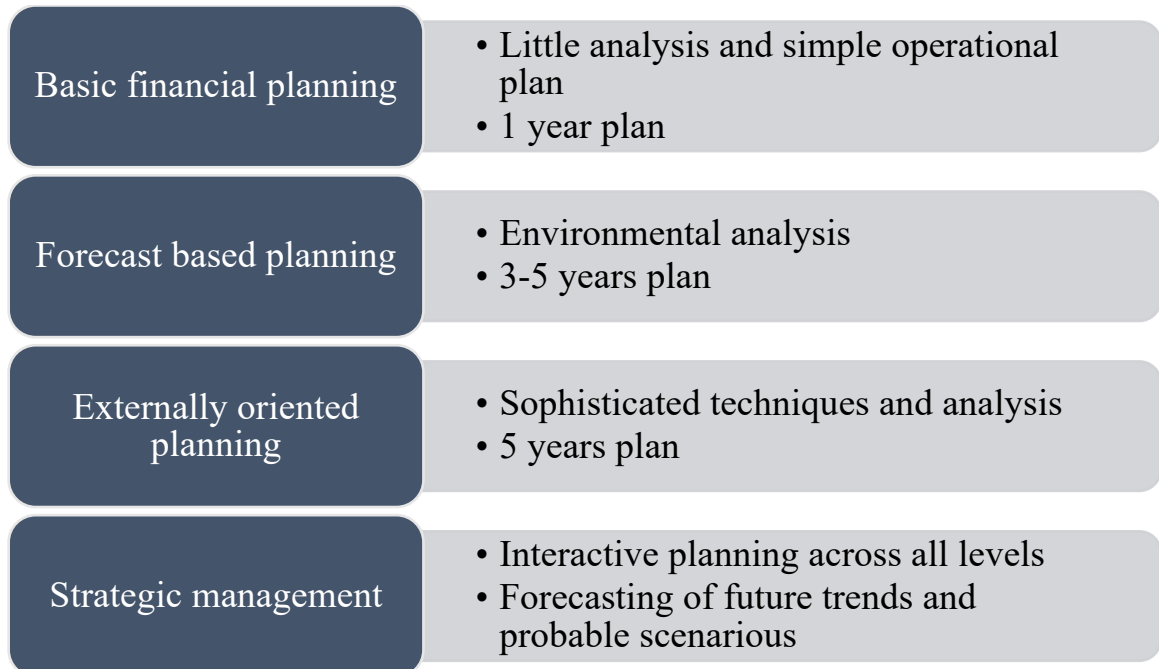 Basic financial planning
• Little analysis and simple operational
plan
• 1 year plan
Forecast based planning
• Environmental analysis
• 3-5 years plan
Externally oriented
planning
• Sophisticated techniques and analysis
• 5 years plan
Strategic management
• Interactive planning across all levels
• Forecasting of future trends and
probable scenarious